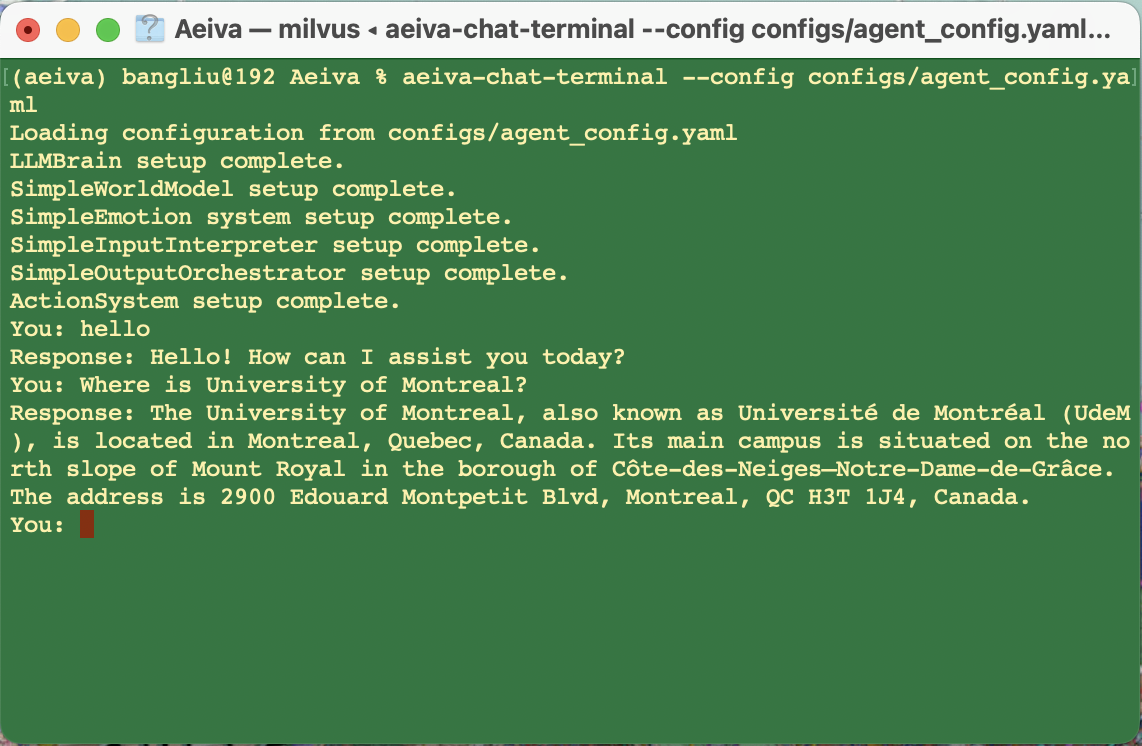 Aeiva — milvus ◂ aeiva-chat-terminal --config configs/agent_config.yaml...
[(aeiva) bangliu@192 Aeiva % aeiva-chat-terminal --config configs/agent_config.ya]
ml
Loading configuration from configs/agent_config.yaml
LLMBrain setup complete.
SimpleWorldModel setup complete.
SimpleEmotion system setup complete.
SimpleInputInterpreter setup complete.
SimpleOutputOrchestrator setup complete.
ActionSystem setup complete.
You: hello
Response: Hello! How can I assist you today?
You: Where is University of Montreal?
Response: The University of Montreal, also known as Université de Montréal (UdeM
), is located in Montreal, Quebec, Canada. Its main campus is situated on the no
rth slope of Mount Royal in the borough of Côte-des-Neiges—Notre-Dame-de-Grâce.
The address is 2900 Edouard Montpetit Blvd, Montreal, QC H3T 1J4, Canada.
You: